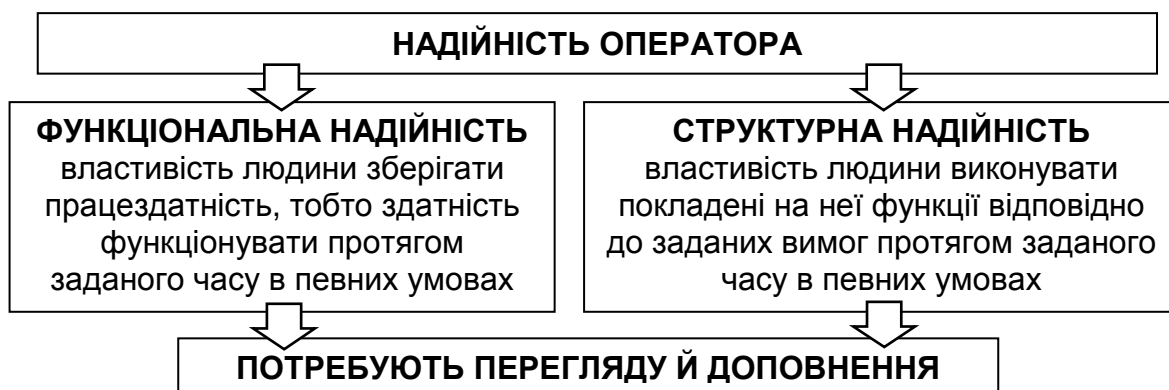 НАДІЙНІСТЬ ОПЕРАТОРА
ФУНКЦІОНАЛЬНА НАДІЙНІСТЬ
властивість людини зберігати
працездатність, тобто здатність
функціонувати протягом
заданого часу в певних умовах
СТРУКТУРНА НАДІЙНІСТЬ
властивість людини виконувати
покладені на неї функції відповідно
до заданих вимог протягом заданого
часу в певних умовах
ПОТРЕБУЮТЬ ПЕРЕГЛЯДУ Й ДОПОВНЕННЯ